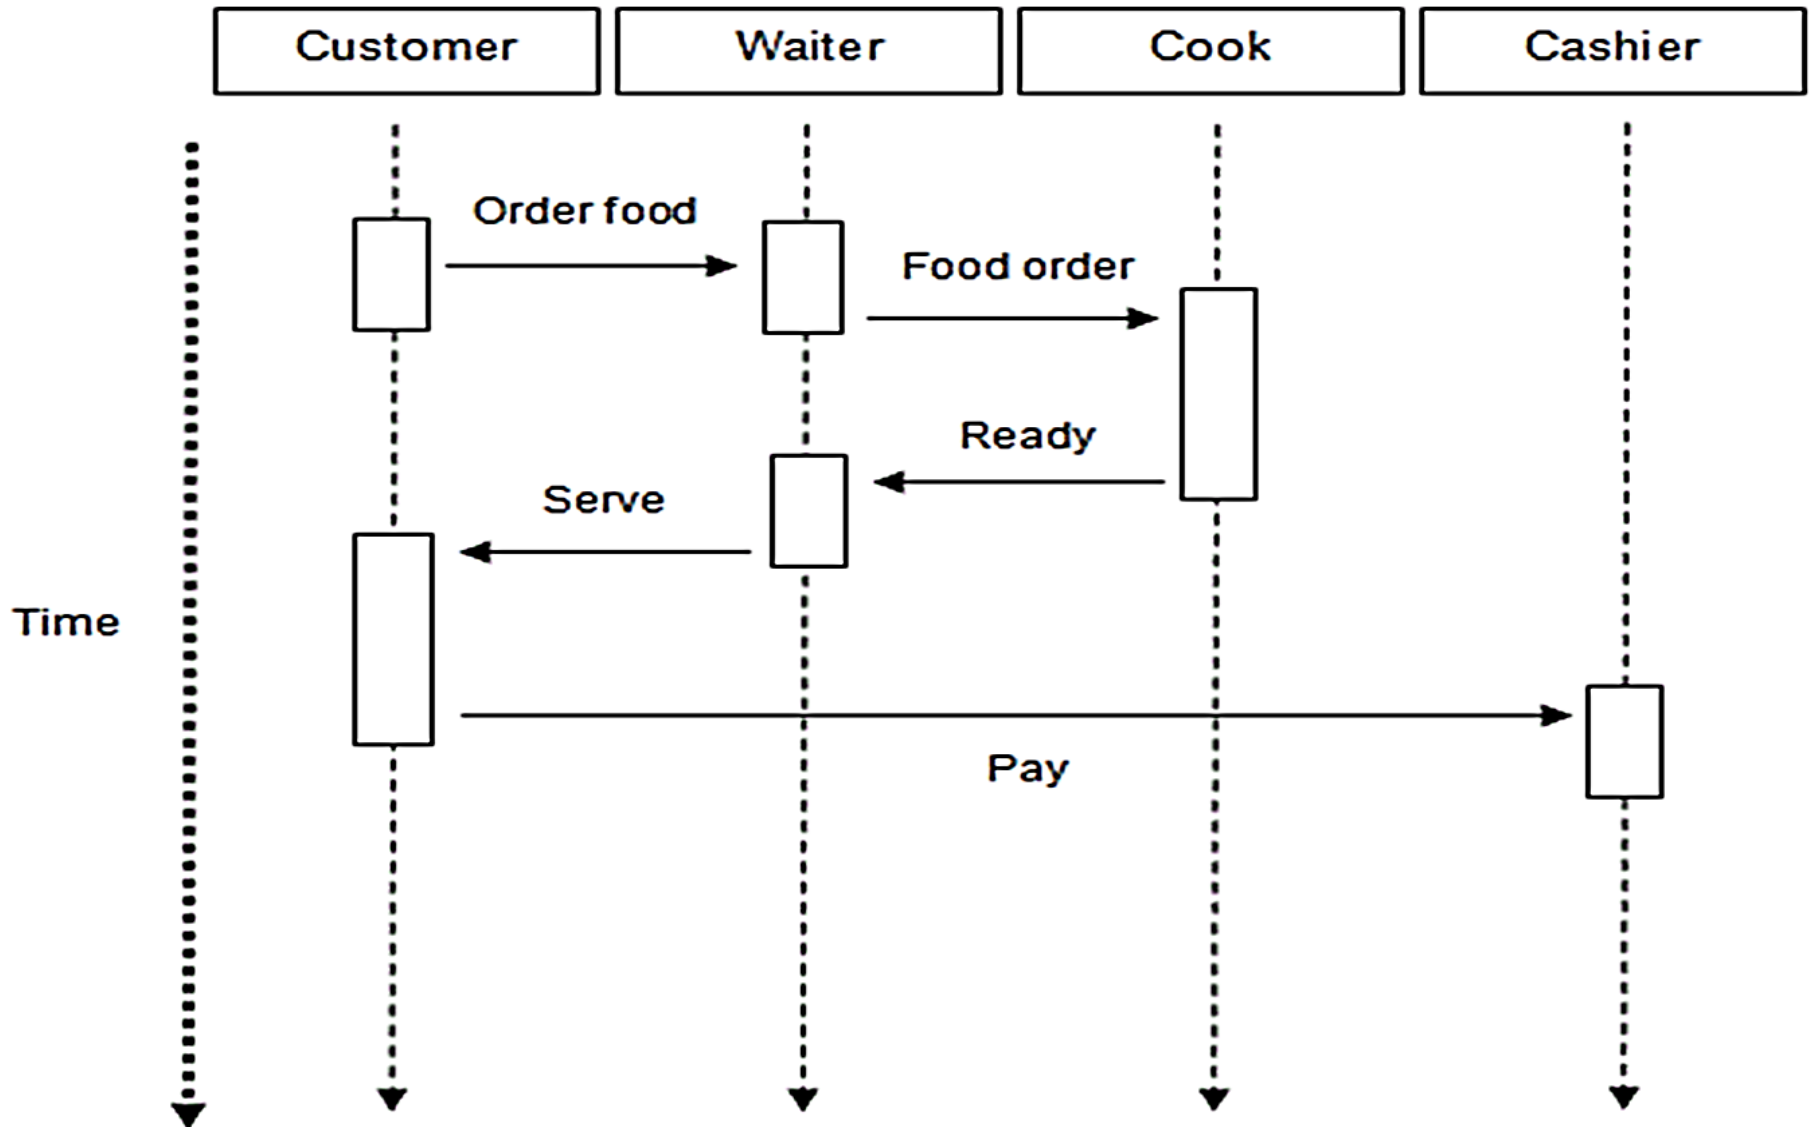 Customer
Waiter
Cook
Cashier
Order food
Food order
Ready
Serve
Time
Pay